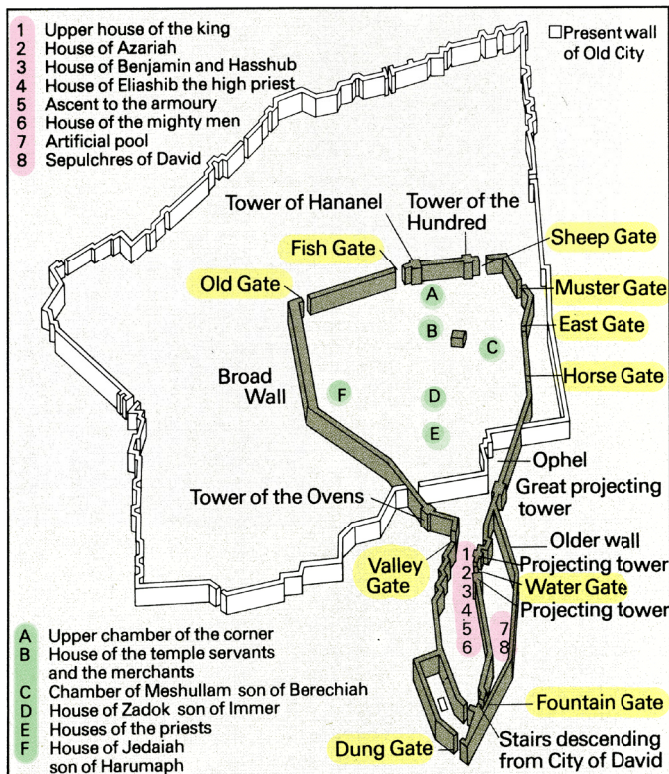 1 Upper house of the king
2 House of Azariah
3 House of Benjamin and Hasshub
4 House of Eliashib the high priest
5 Ascent to the armoury
6 House of the mighty men
7 Artificial pool
8 Sepulchres of David
Present wall
of Old City
Tower of Hananel
Tower of the
Hundred
Fish Gate
Sheep Gate
Old Gate
Muster Gate
A
East Gate
B
C
Broad
Wall
Horse Gate
F
D
E
Ophel
Great projecting
tower
Tower of the Ovens
Older wall
Valley
Gate
1
2
3
4
5
6
Projecting tower
Water Gate
Projecting tower
7
8
A Upper chamber of the corner
B House of the temple servants
and the merchants
C Chamber of Meshullam son of Berechiah
D House of Zadok son of Immer
E Houses of the priests
F House of Jedaiah
son of Harumaph
Fountain Gate
Dung Gate
Stairs descending
from City of David